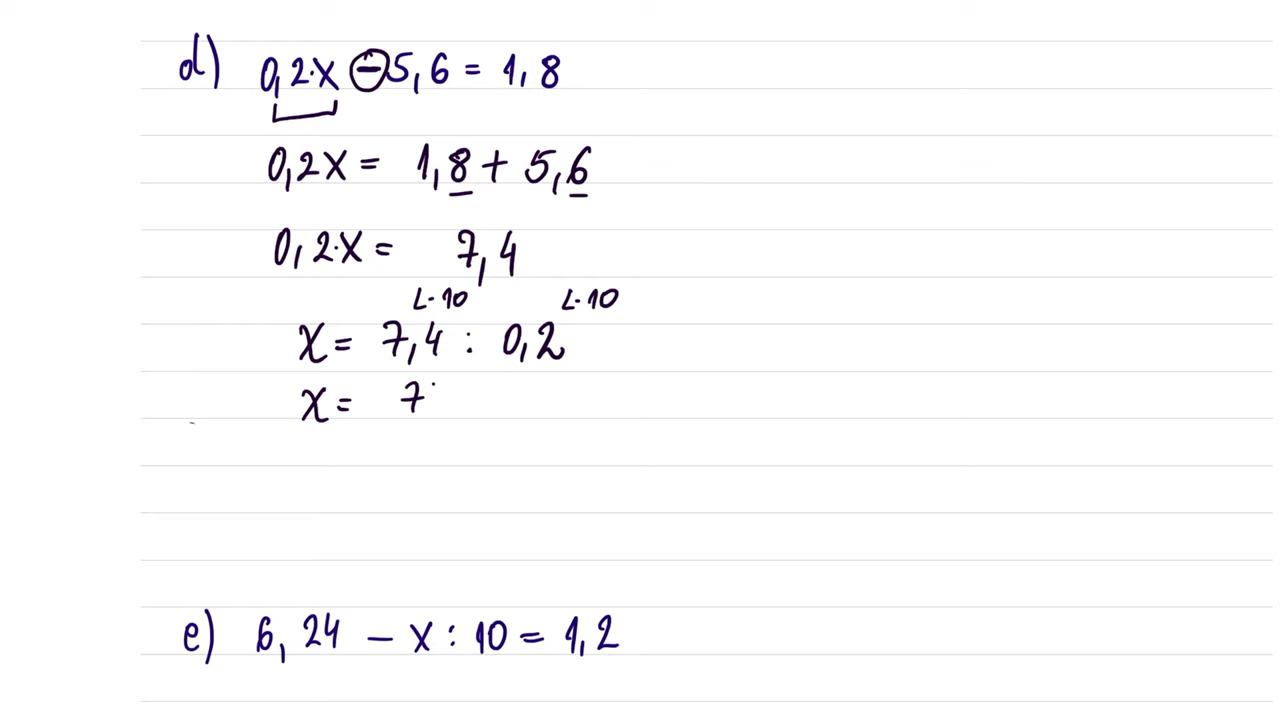 d) 0,2·x - 5,6 = 1,8
0,2x = 1,8 + 5,6
0,2·x = 7,4
L·10 L·10
x = 7,4 : 0,2
x = 7
e) 6,24 - x : 10 = 1,2